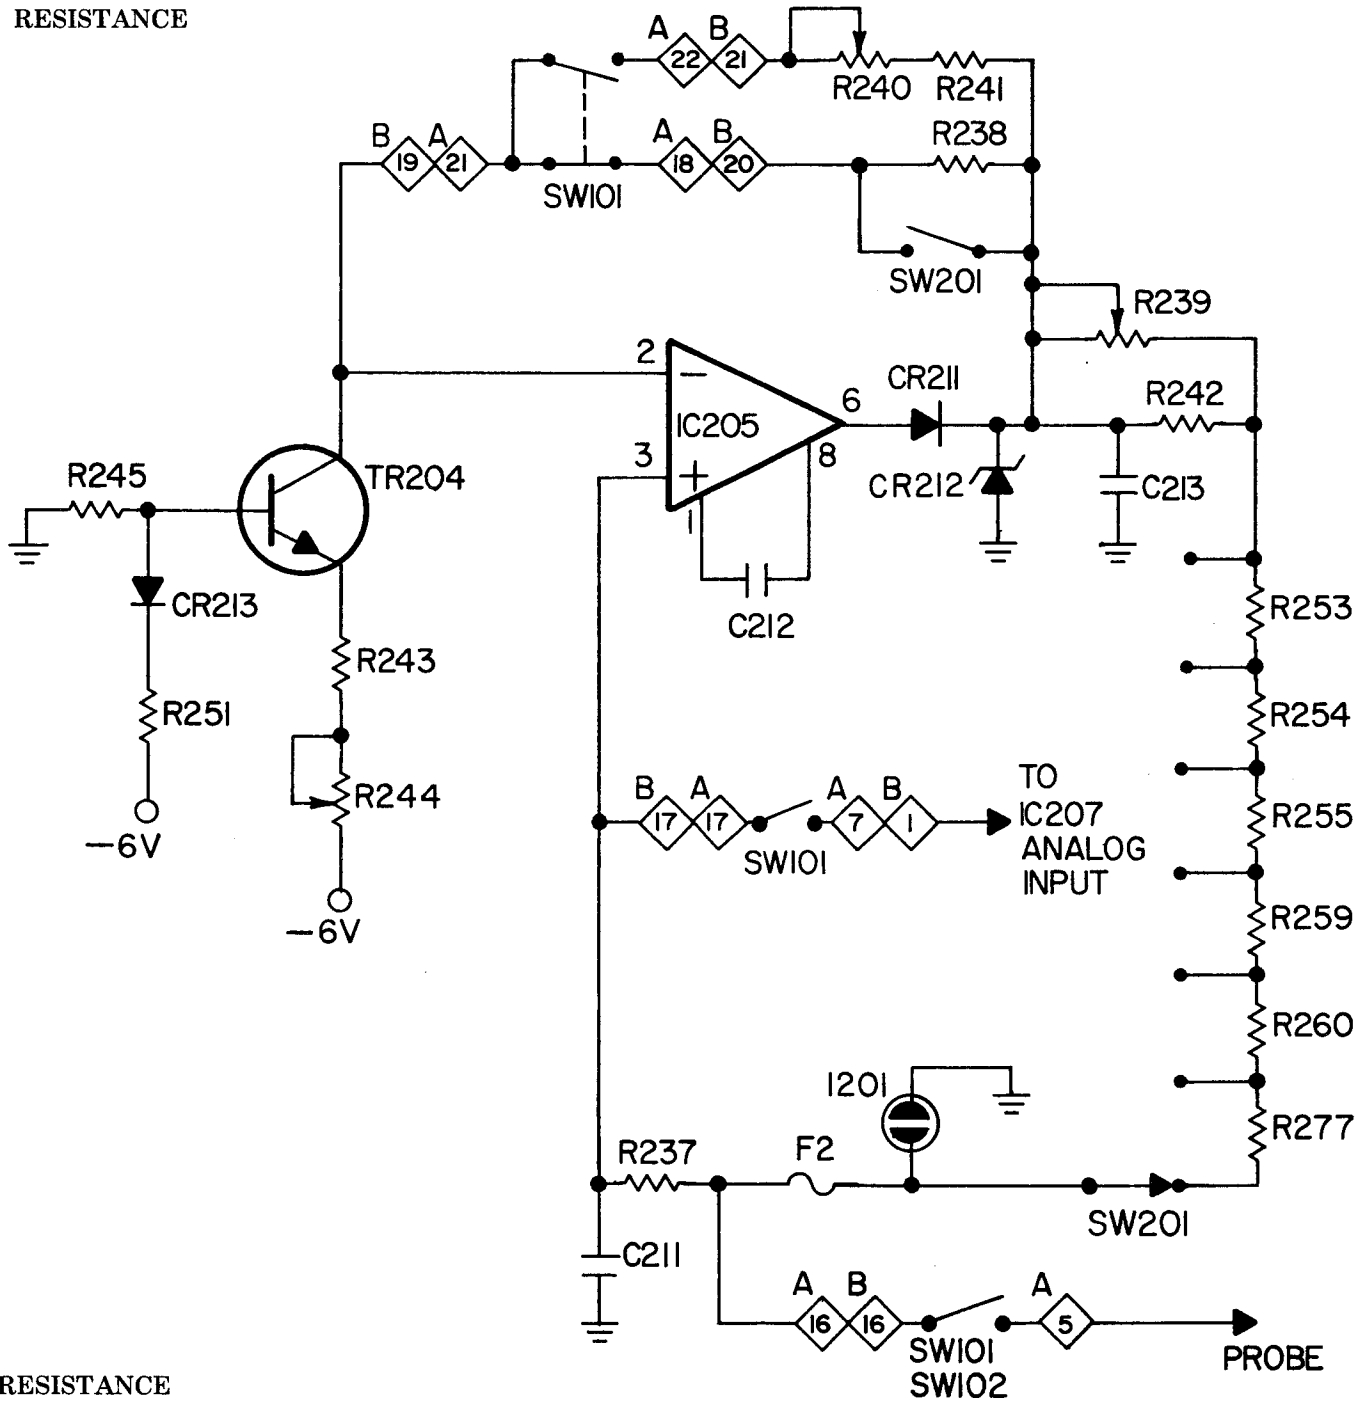 RESISTANCE
A B
22 21
R240 R241
B A
19 21
A B
18 20
R238
SW101
SW201
R239
2
−
CR211
6
R242
IC205
3
+
8
1
CR212
C213
R245
TR204
C212
CR213
R253
R243
R251
R254
R244
−6V
−6V
B A
17 17
SW101
A B
7 1
TO
IC207
ANALOG
INPUT
R255
R259
R260
I201
R277
R237
F2
SW201
C211
A B
16 16
A
5
SW101
SW102
PROBE
RESISTANCE